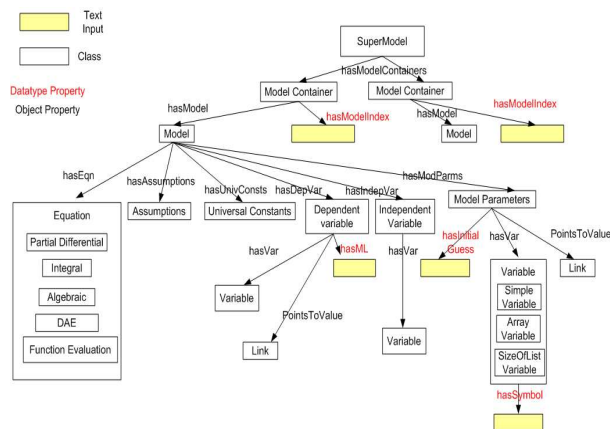 Text
Input
Class
Datatype Property
Object Property
SuperModel
hasModelContainers
Model Container
Model Container
hasModel
hasModelIndex
hasModel
hasModelIndex
Model
Model
hasEqn
hasAssumptions
hasUnivConsts
hasDepVar
hasIndepVar
hasModParms
Equation
Partial Differential
Integral
Algebraic
DAE
Function Evaluation
Assumptions
Universal Constants
Dependent
variable
Independent
Variable
Model Parameters
hasVar
hasML
PointsToValue
Variable
Link
hasVar
Variable
hasInitial
Guess
hasVar
PointsToValue
Variable
Simple
Variable
Array
Variable
SizeOfList
Variable
Link
hasSymbol